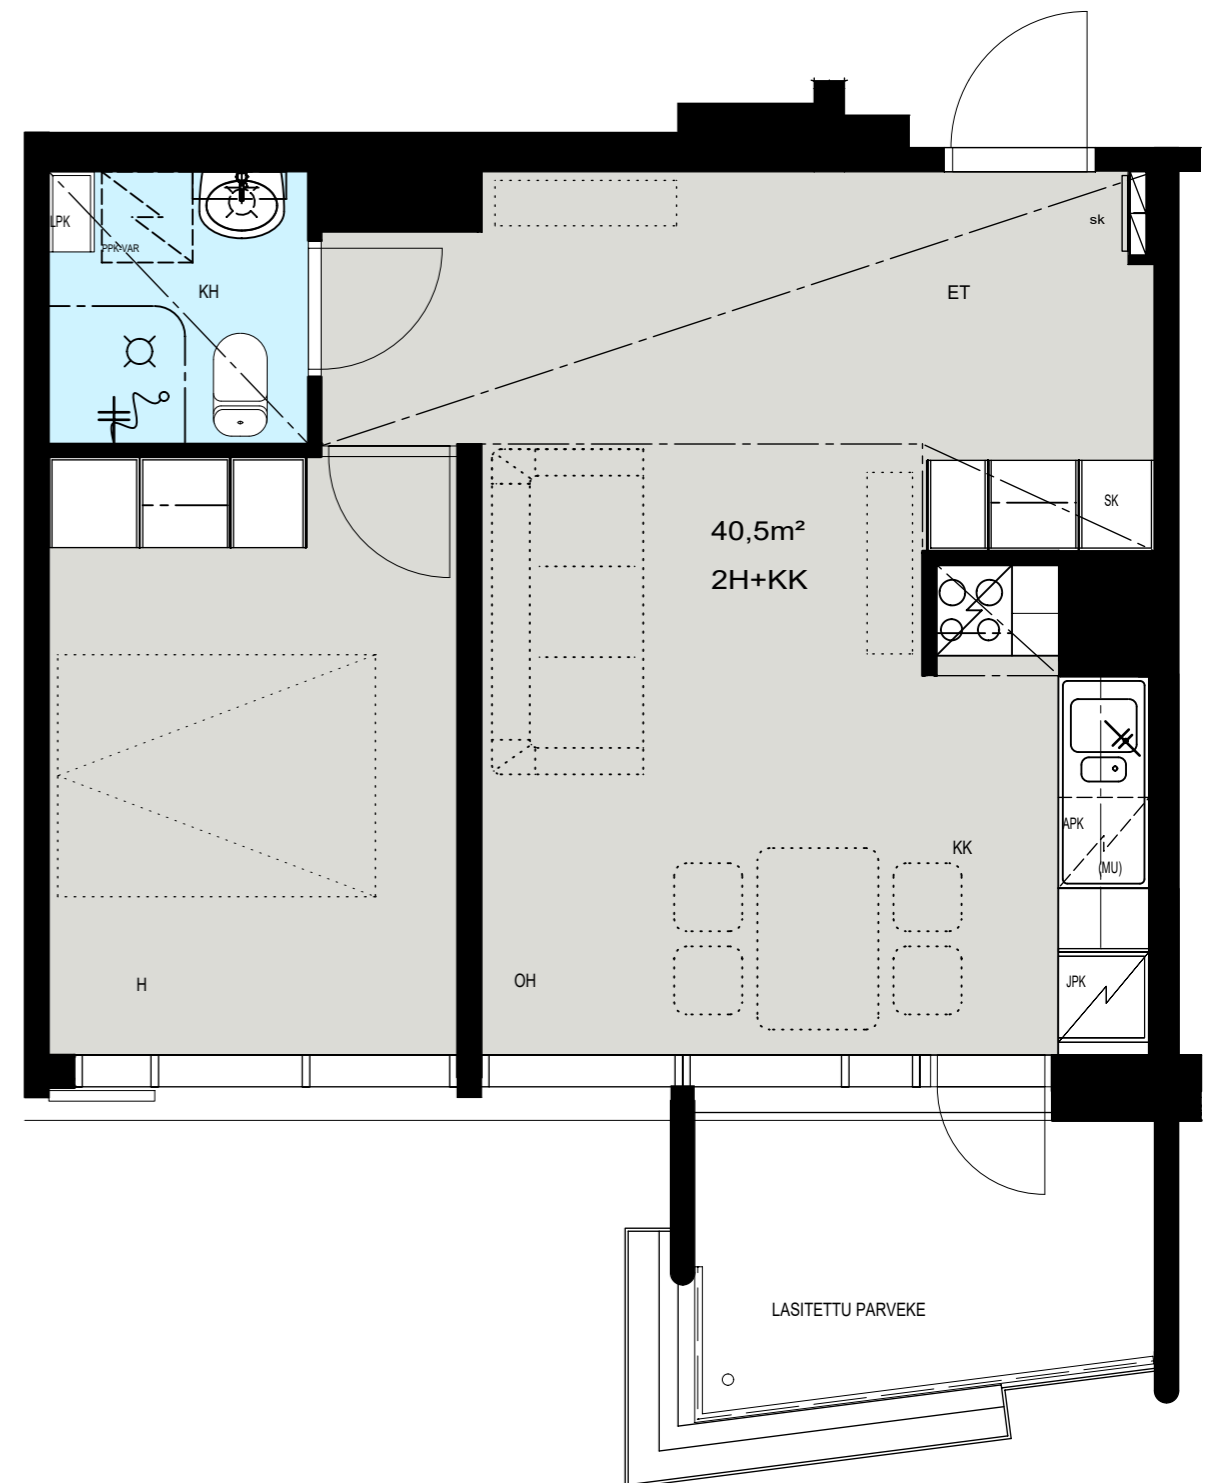 LPK
PPK-VAR
KH
sk
ET
SK
40,5m²
2H+KK
APK
(MU)
KK
JPK
H
OH
LASITETTU PARVEKE